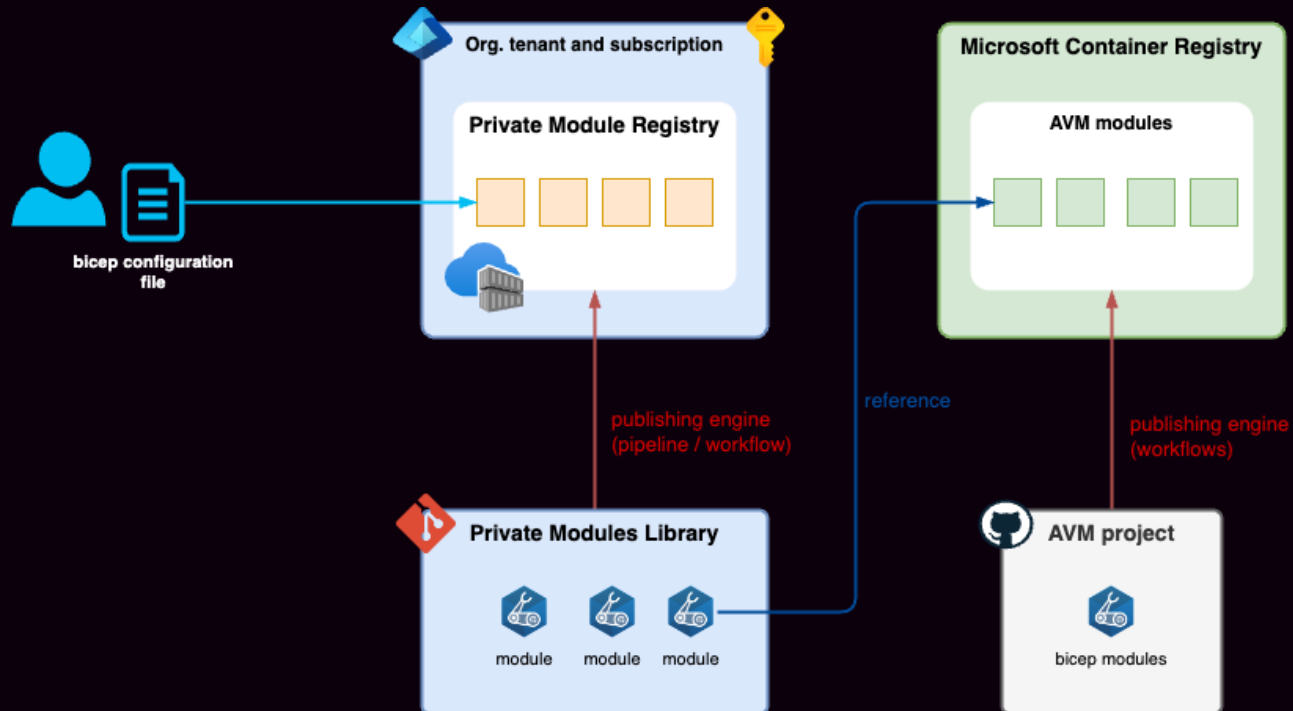 Org. tenant and subscription
Microsoft Container Registry
Private Module Registry
AVM modules
bicep configuration
file
reference
publishing engine
(pipeline / workflow)
publishing engine
(workflows)
Private Modules Library
AVM project
module
module
module
bicep modules